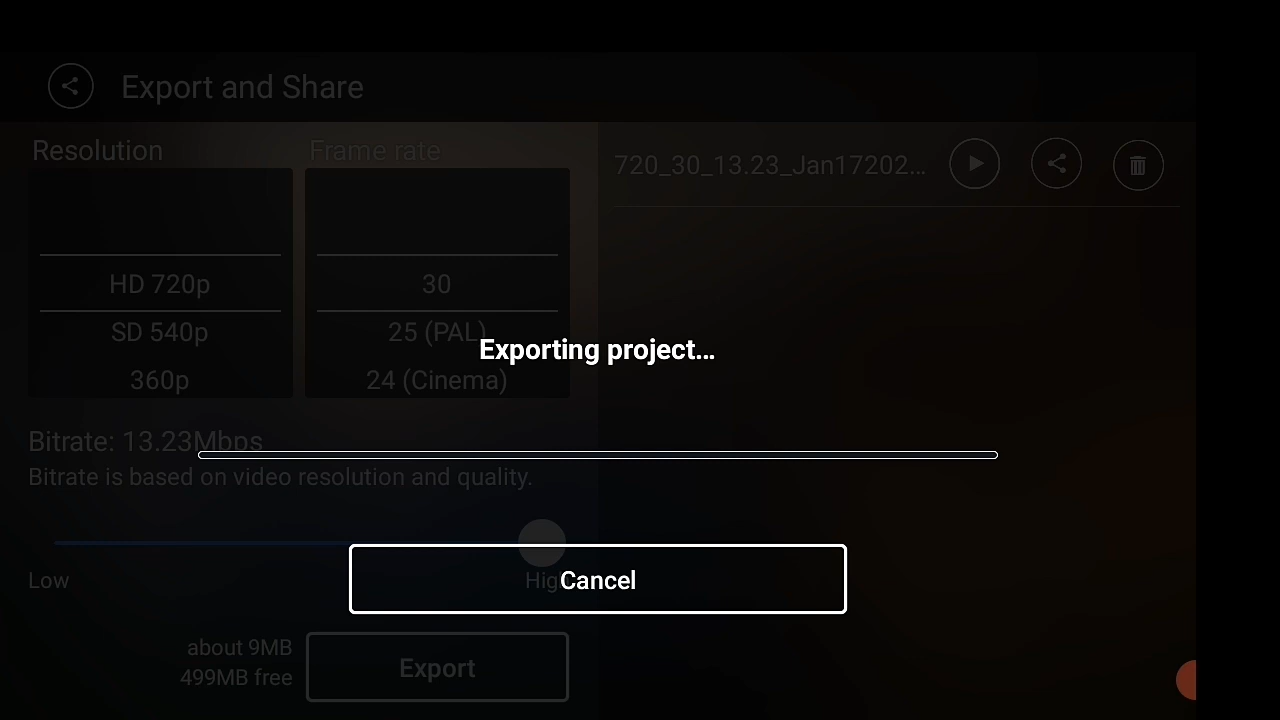 Export and Share
Resolution
Frame rate
720_30_13.23_Jan17202...
HD 720p
30
SD 540p
25 (PAL)
Exporting project...
360p
24 (Cinema)
Bitrate: 13.23Mbps
Bitrate is based on video resolution and quality.
Low
Hig
Cancel
about 9MB
499MB free
Export